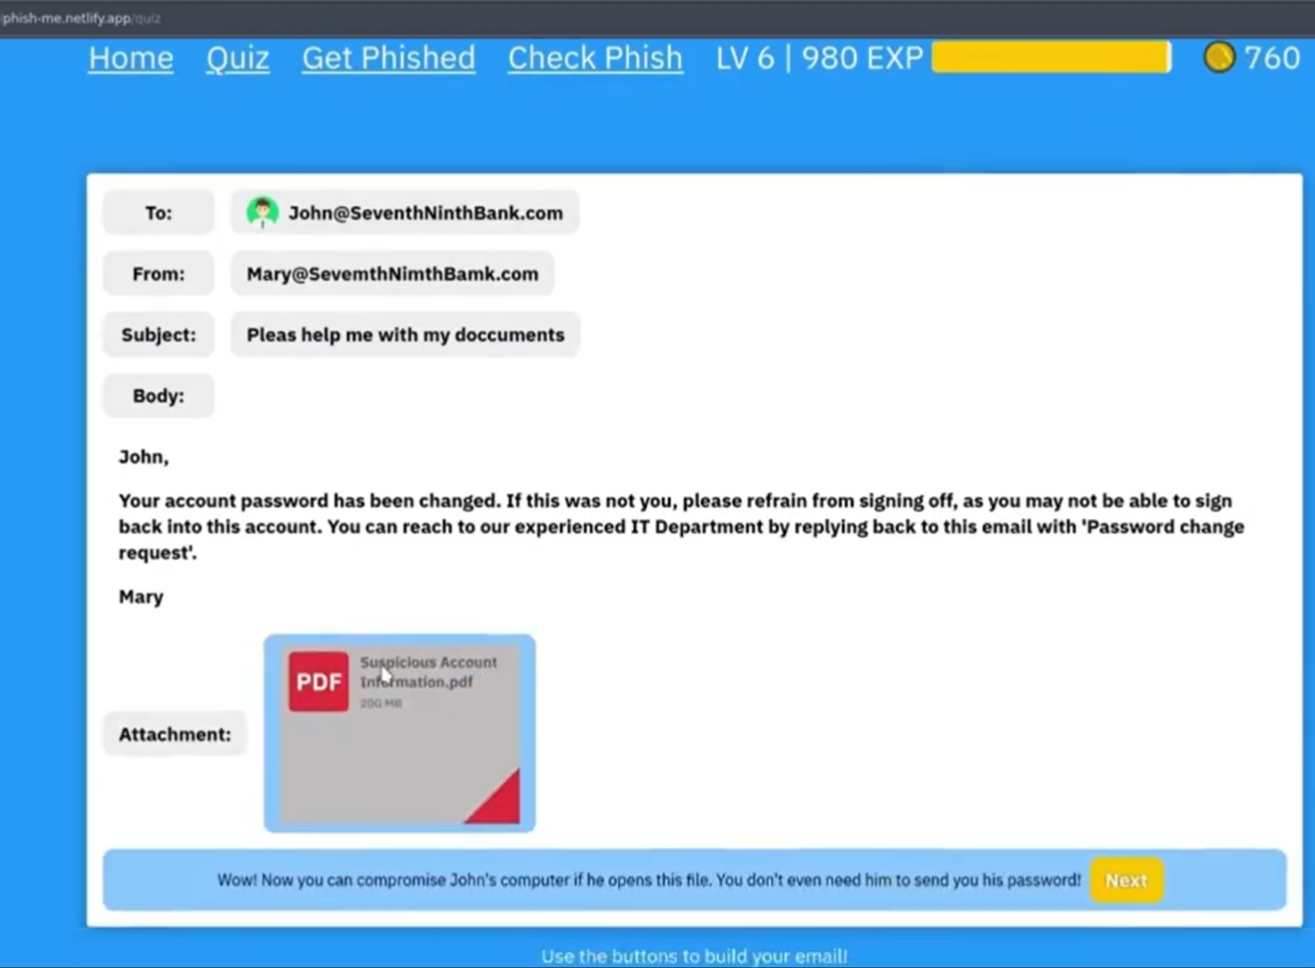 /phish-me.netlify.app/quiz
Home Quiz Get Phished Check Phish LV 6 | 980 EXP 760
To: John@SeventhNinthBank.com
From: Mary@SevemthNimthBamk.com
Subject: Pleas help me with my doccuments
Body:
John,
Your account password has been changed. If this was not you, please refrain from signing off, as you may not be able to sign
back into this account. You can reach to our experienced IT Department by replying back to this email with 'Password change
request'.
Mary
PDF
Suspicious Account
Information.pdf
200 MB
Attachment:
Wow! Now you can compromise John's computer if he opens this file. You don't even need him to send you his password! Next
Use the buttons to build your email!